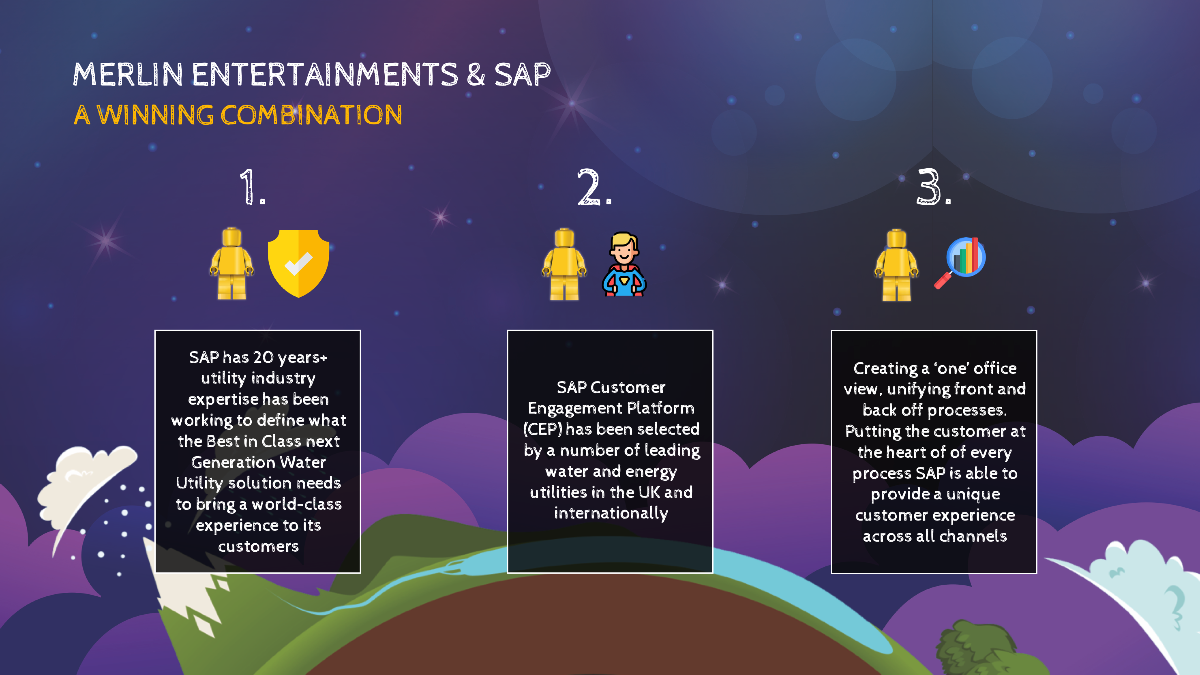 MERLIN ENTERTAINMENTS & SAP
A WINNING COMBINATION
1.
2.
3.
SAP has 20 years+
utility industry
expertise has been
working to define what
the Best in Class next
Generation Water
Utility solution needs
to bring a world-class
experience to its
customers
SAP Customer
Engagement Platform
(CEP) has been selected
by a number of leading
water and energy
utilities in the UK and
internationally
Creating a ‘one’ office
view, unifying front and
back off processes.
Putting the customer at
the heart of of every
process SAP is able to
provide a unique
customer experience
across all channels